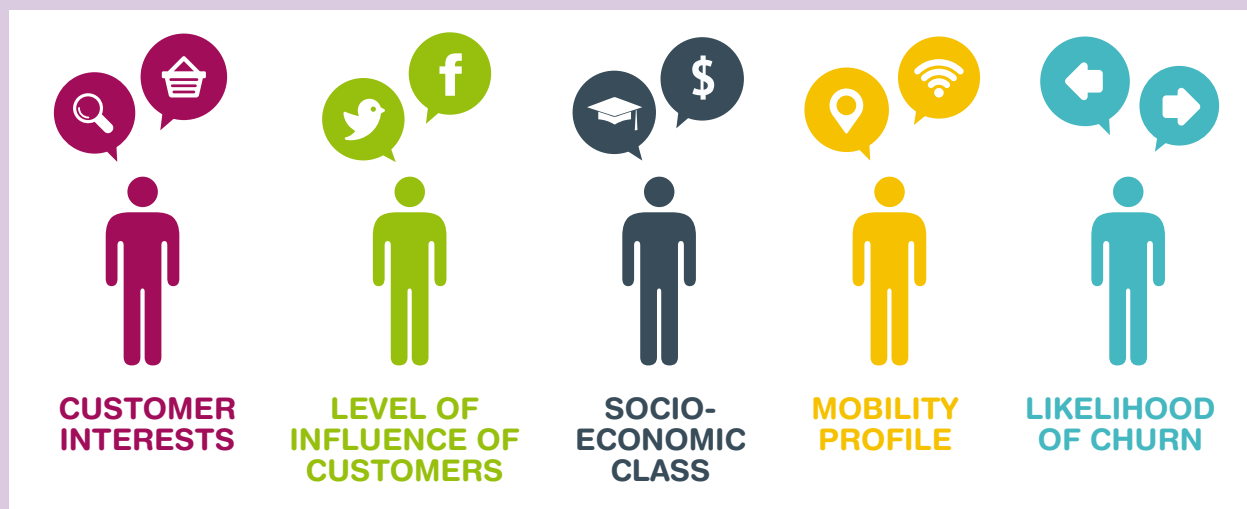 CUSTOMER
INTERESTS
LEVEL OF
INFLUENCE OF
CUSTOMERS
$
SOCIO-
ECONOMIC
CLASS
MOBILITY
PROFILE
LIKELIHOOD
OF CHURN